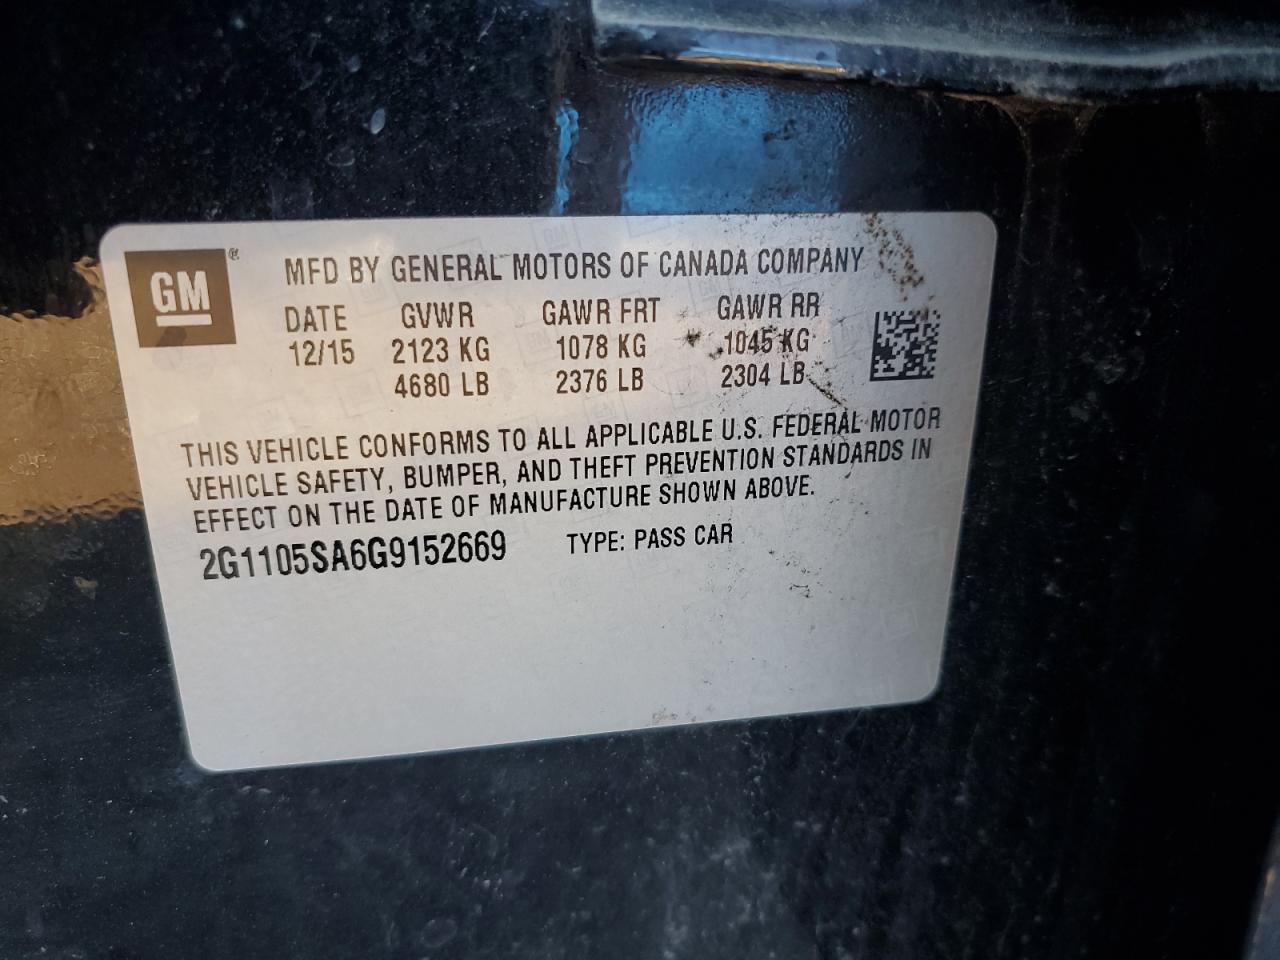 GM ®
MFD BY GENERAL MOTORS OF CANADA COMPANY
DATE GVWR GAWR FRT GAWR RR
12/15 2123 KG 1078 KG 1045 KG
4680 LB 2376 LB 2304 LB
THIS VEHICLE CONFORMS TO ALL APPLICABLE U.S. FEDERAL MOTOR
VEHICLE SAFETY, BUMPER, AND THEFT PREVENTION STANDARDS IN
EFFECT ON THE DATE OF MANUFACTURE SHOWN ABOVE.
2G1105SA6G9152669 TYPE: PASS CAR